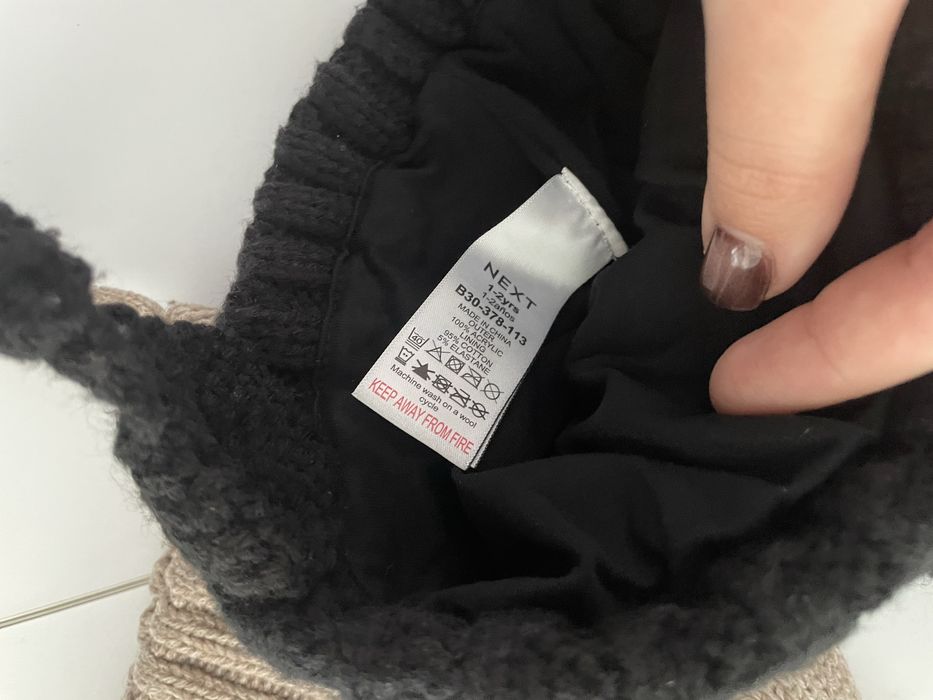 NEXT
1-2yrs
1-2años
B30-378-113
MADE IN CHINA
OUTER
100% ACRYLIC
LINING
95% COTTON
5% ELASTANE
40
Machine wash on a wool
cycle
KEEP AWAY FROM FIRE